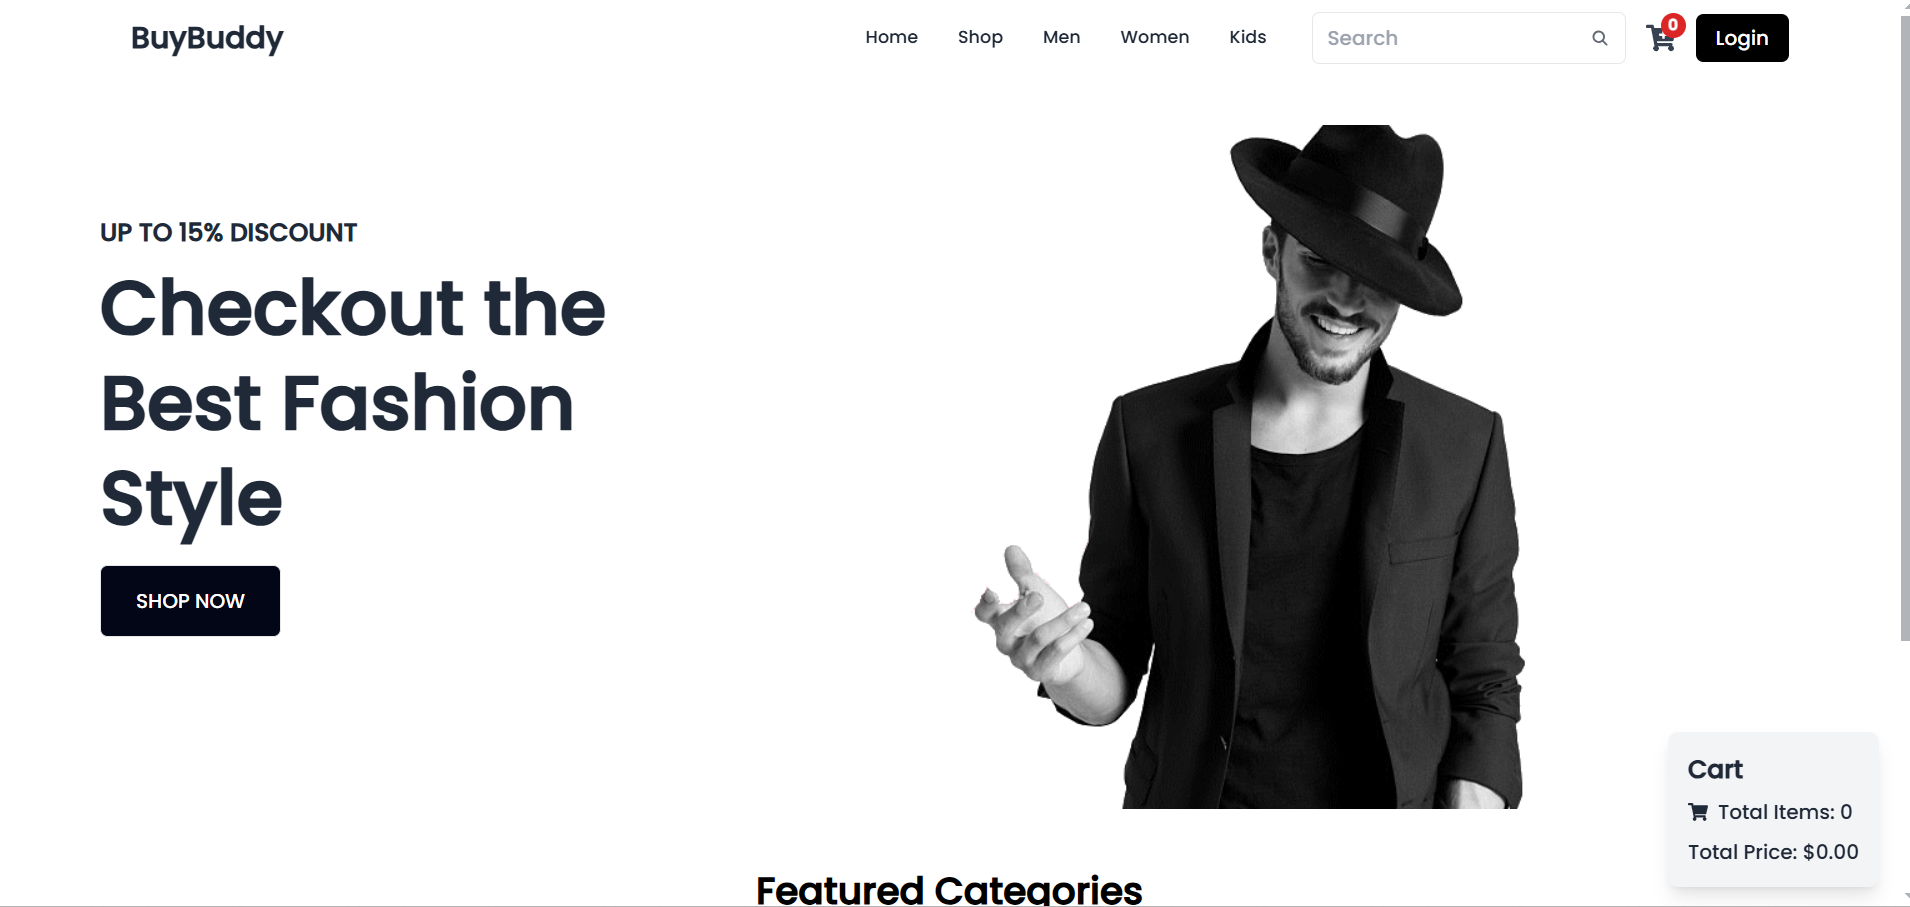 BuyBuddy
Home
Shop
Men
Women
Kids
Search
0
Login
UP TO 15% DISCOUNT
Checkout the
Best Fashion
Style
SHOP NOW
Cart
Total Items: 0
Total Price: $0.00
Featured Categories